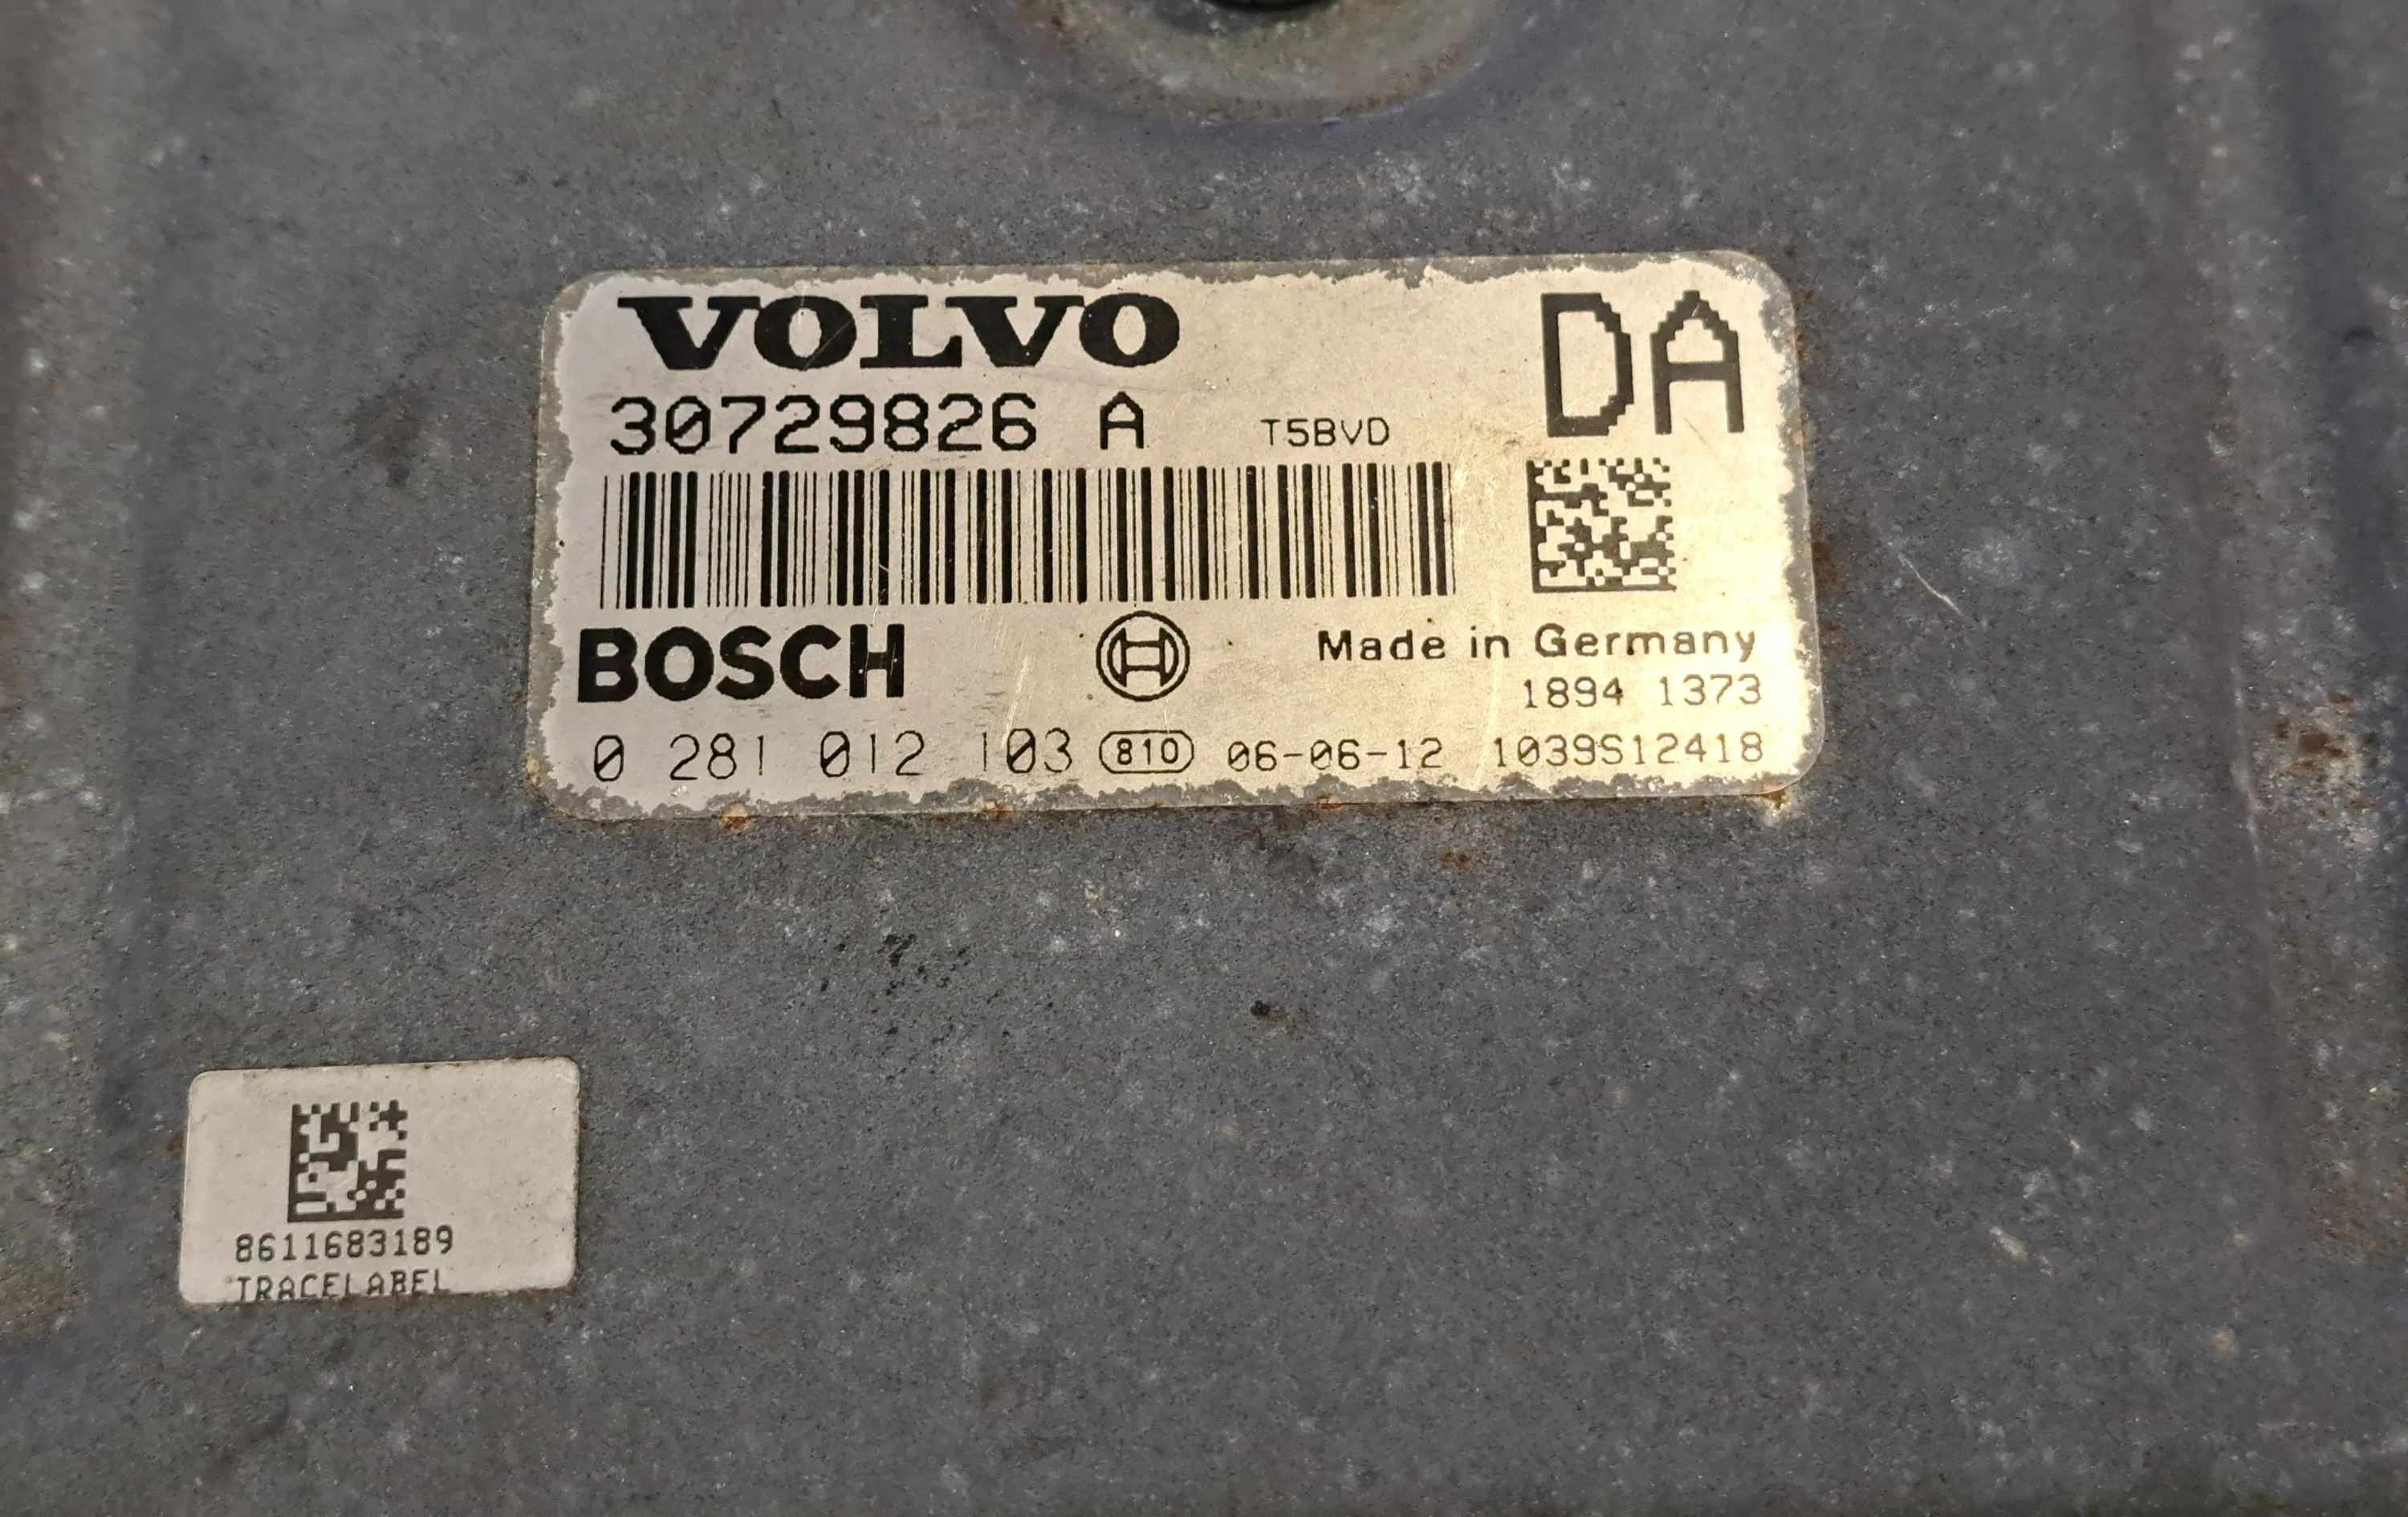 VOLVO
DA
30729826 A T5BVD
BOSCH
Made in Germany
1894 1373
0 281 012 103 810 06-06-12 1039S12418
8611683189
TRACELABEL